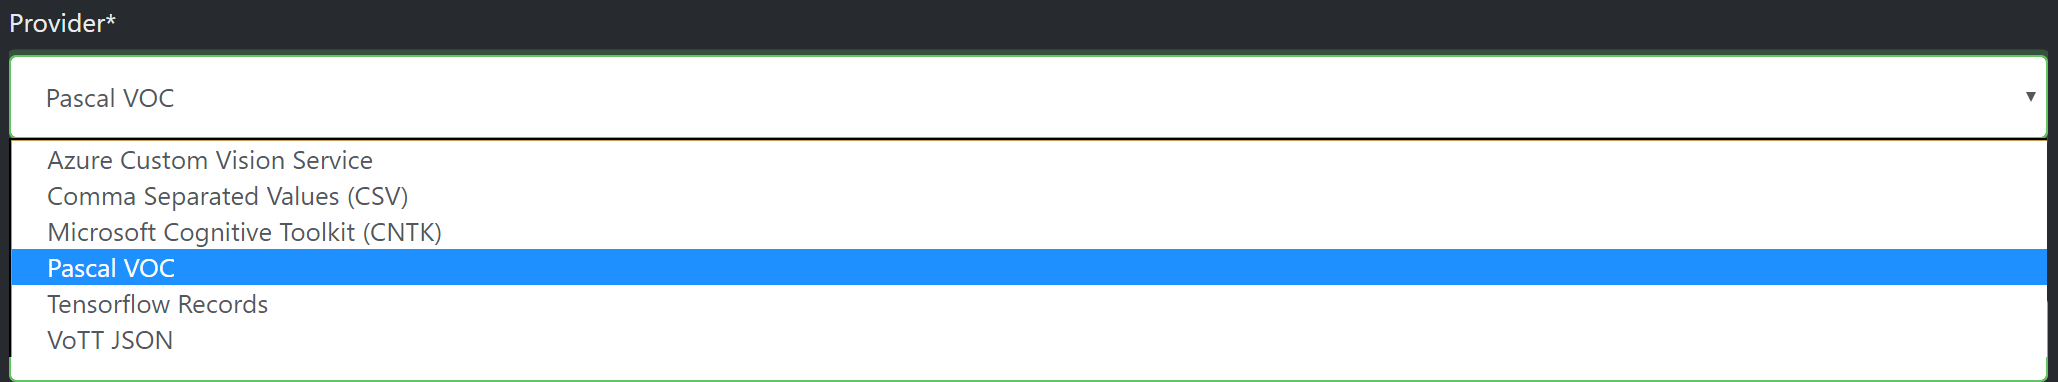 Provider*
Pascal VOC
Azure Custom Vision Service
Comma Separated Values (CSV)
Microsoft Cognitive Toolkit (CNTK)
Pascal VOC
Tensorflow Records
VoTT JSON